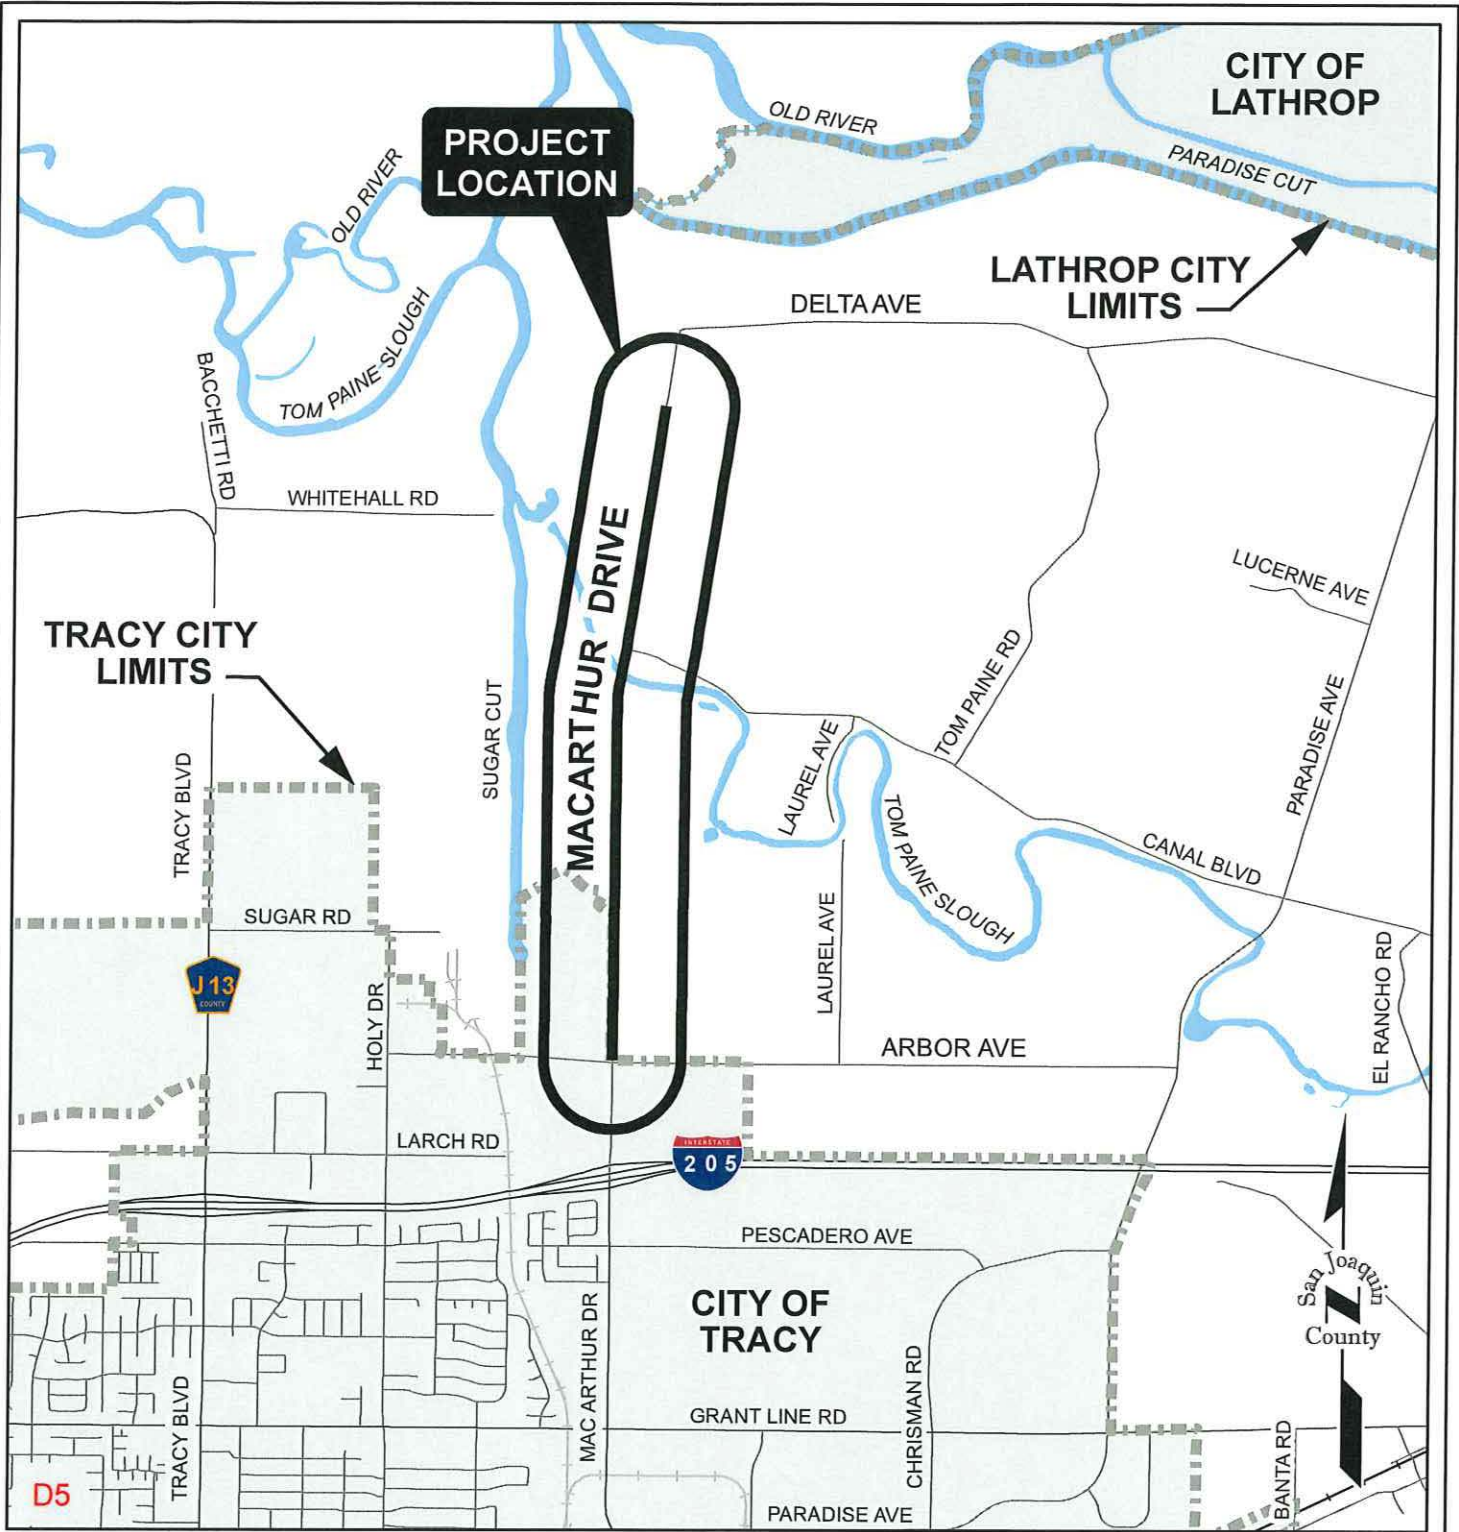 CITY OF
LATHROP
OLD RIVER
PROJECT
LOCATION
PARADISE CUT
OLD RIVER
LATHROP CITY
LIMITS
DELTA AVE
TOM PAINE SLOUGH
BACCHETTI RD
WHITEHALL RD
MACARTHUR DRIVE
LUCERNE AVE
TRACY CITY
LIMITS
TOM PAINE RD
SUGAR CUT
PARADISE AVE
LAUREL AVE
TRACY BLVD
TOM PAINE SLOUGH
CANAL BLVD
SUGAR RD
LAUREL AVE
EL RANCHO RD
J13
COUNTY
HOLY DR
ARBOR AVE
LARCH RD
INTERSTATE
205
PESCADERO AVE
San Joaquin
County
N
CITY OF
TRACY
MAC ARTHUR DR
CHRISMAN RD
TRACY BLVD
GRANT LINE RD
BANTA RD
D5
PARADISE AVE